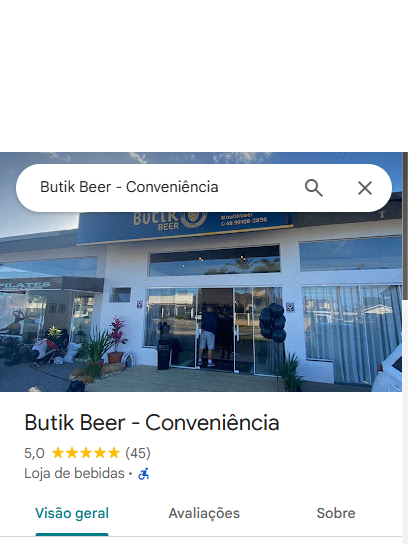 Butik Beer - Conveniência
BUTIK
BEER
@butikbeer
48 99108-2856
PILATES
Butik Beer - Conveniência
5,0 (45)
Loja de bebidas ·
Visão geral
Avaliações
Sobre